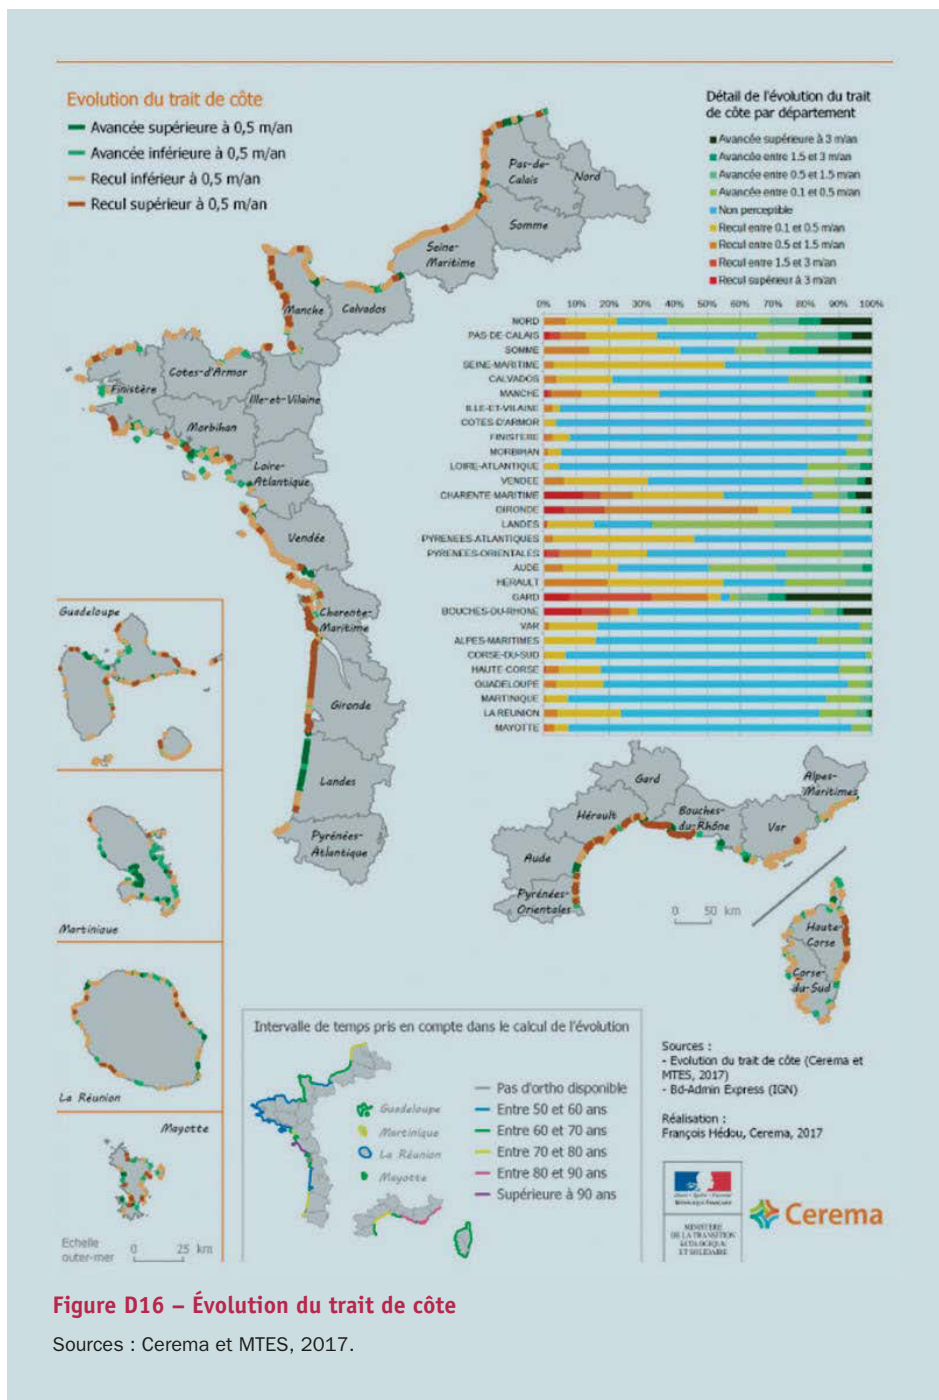 Evolution du trait de côte
Avancée supérieure à 0,5 m/an
Avancée inférieure à 0,5 m/an
Recul inférieur à 0,5 m/an
Recul supérieur à 0,5 m/an
Détail de l'évolution du trait
de côte par département
Avancée supérieure à 3 m/an
Avancée entre 1.5 et 3 m/an
Avancée entre 0.5 et 1.5 m/an
Avancée entre 0.1 et 0.5 m/an
Non perceptible
Recul entre 0.1 et 0.5 m/an
Recul entre 0.5 et 1.5 m/an
Recul entre 1.5 et 3 m/an
Recul supérieur à 3 m/an
Pas-de-
Calais
Nord
Somme
Seine-
Maritime
Manche
Calvados
Cotes-d'Armor
Finistère
Ille-et-Vilaine
Morbihan
Loire-
Atlantique
Vendée
Charente-
Maritime
Gironde
Landes
Pyrénées-
Atlantique
0% 10% 20% 30% 40% 50% 60% 70% 80% 90% 100%
NORD
PAS-DE-CALAIS
SOMME
SEINE-MARITIME
CALVADOS
MANCHE
ILLE-ET-VILAINE
COTES-D'ARMOR
FINISTERE
MORBIHAN
LOIRE-ATLANTIQUE
VENDEE
CHARENTE-MARITIME
GIRONDE
LANDES
PYRENEES-ATLANTIQUES
PYRENEES-ORIENTALES
AUDE
HERAULT
GARD
BOUCHES-DU-RHONE
VAR
ALPES-MARITIMES
CORSE-DU-SUD
HAUTE-CORSE
GUADELOUPE
MARTINIQUE
LA REUNION
MAYOTTE
Guadeloupe
Martinique
La Réunion
Mayotte
Echelle
outer-mer
0 25 km
Gard
Alpes-
Maritimes
Hérault
Bouches-
du-Rhône
Var
Aude
Pyrénées-
Orientales
0 50 km
Haute-
Corse
Corse-
du-Sud
Intervalle de temps pris en compte dans le calcul de l'évolution
Guadeloupe
Martinique
La Réunion
Mayotte
Pas d'ortho disponible
Entre 50 et 60 ans
Entre 60 et 70 ans
Entre 70 et 80 ans
Entre 80 et 90 ans
Supérieure à 90 ans
Sources :
- Evolution du trait de côte (Cerema et
MTES, 2017)
- Bd-Admin Express (IGN)
Réalisation :
François Hédou, Cerema, 2017
RÉPUBLIQUE FRANÇAISE
MINISTÈRE
DE LA TRANSITION
ÉCOLOGIQUE
ET SOLIDAIRE
Cerema
Figure D16 – Évolution du trait de côte
Sources : Cerema et MTES, 2017.